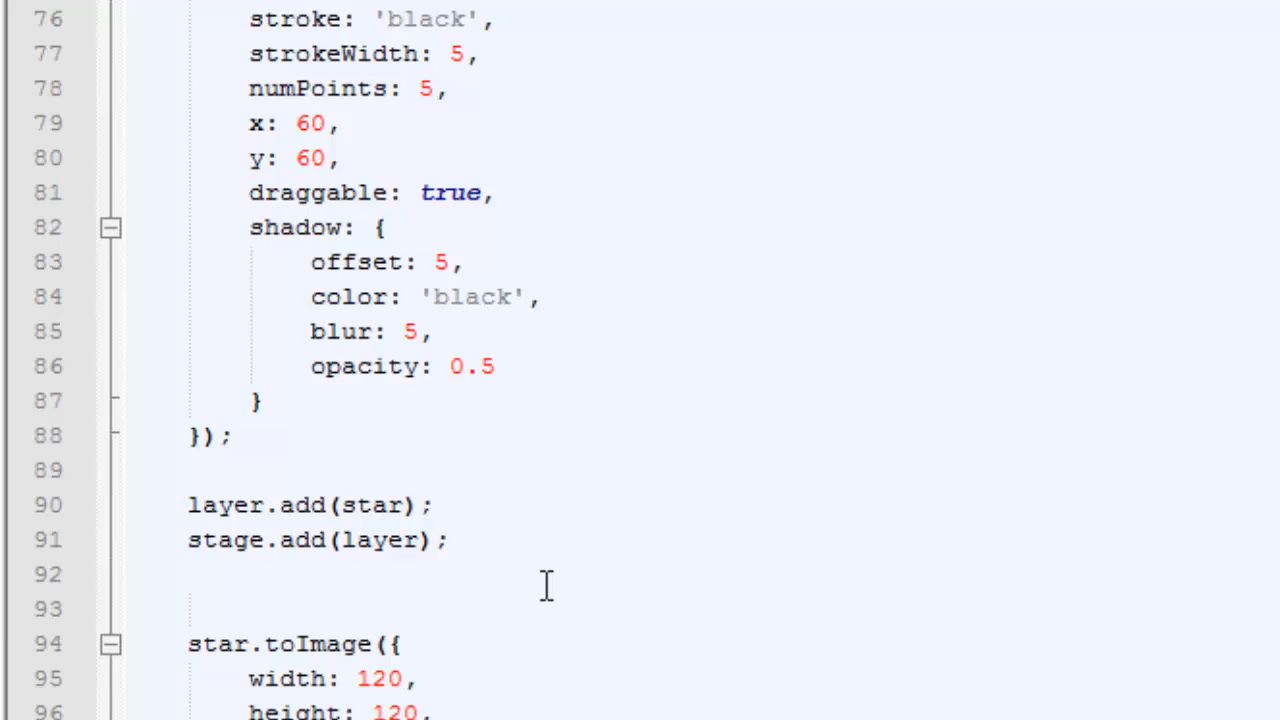 76 stroke: 'black',
77 strokeWidth: 5,
78 numPoints: 5,
79 x: 60,
80 y: 60,
81 draggable: true,
82 shadow: {
83 offset: 5,
84 color: 'black',
85 blur: 5,
86 opacity: 0.5
87 }
88 });
89
90 layer.add(star);
91 stage.add(layer);
92
93
94 star.toImage({
95 width: 120,
96 height: 120,